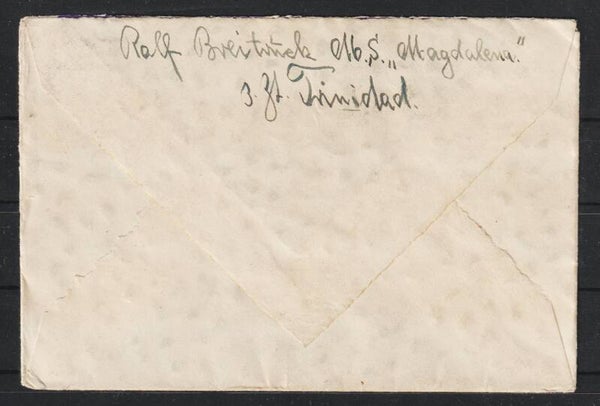 Ralf Breitrück M.S. „Magdalena"
z. Zt. Trinidad.